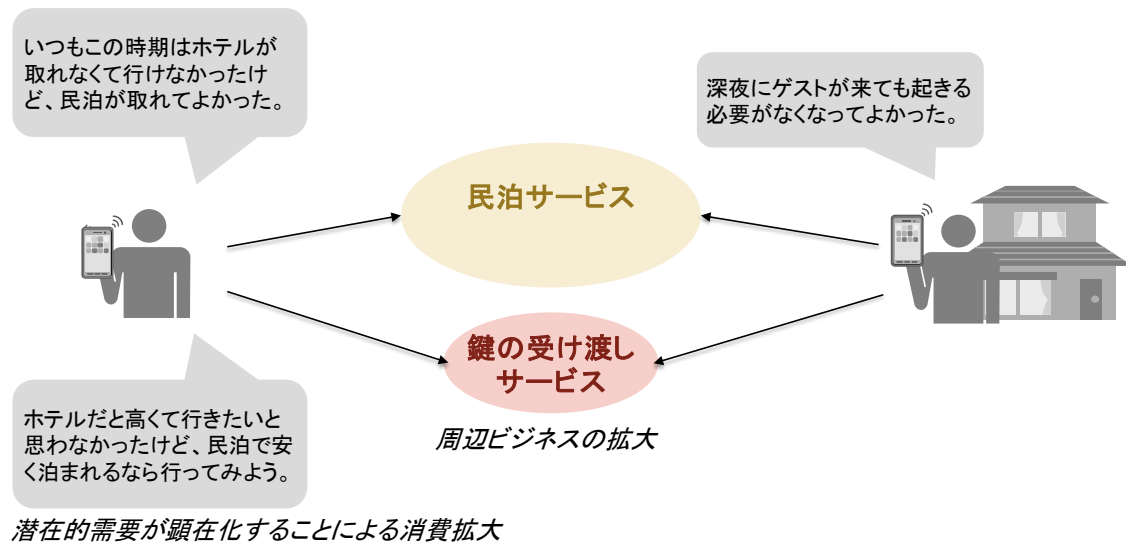 いつもこの時期はホテルが
取れなくて行けなかったけ
ど、民泊が取れてよかった。
深夜にゲストが来ても起きる
必要がなくなってよかった。
民泊サービス
鍵の受け渡し
サービス
周辺ビジネスの拡大
ホテルだと高くて行きたいと
思わなかったけど、民泊で安
く泊まれるなら行ってみよう。
潜在的需要が顕在化することによる消費拡大